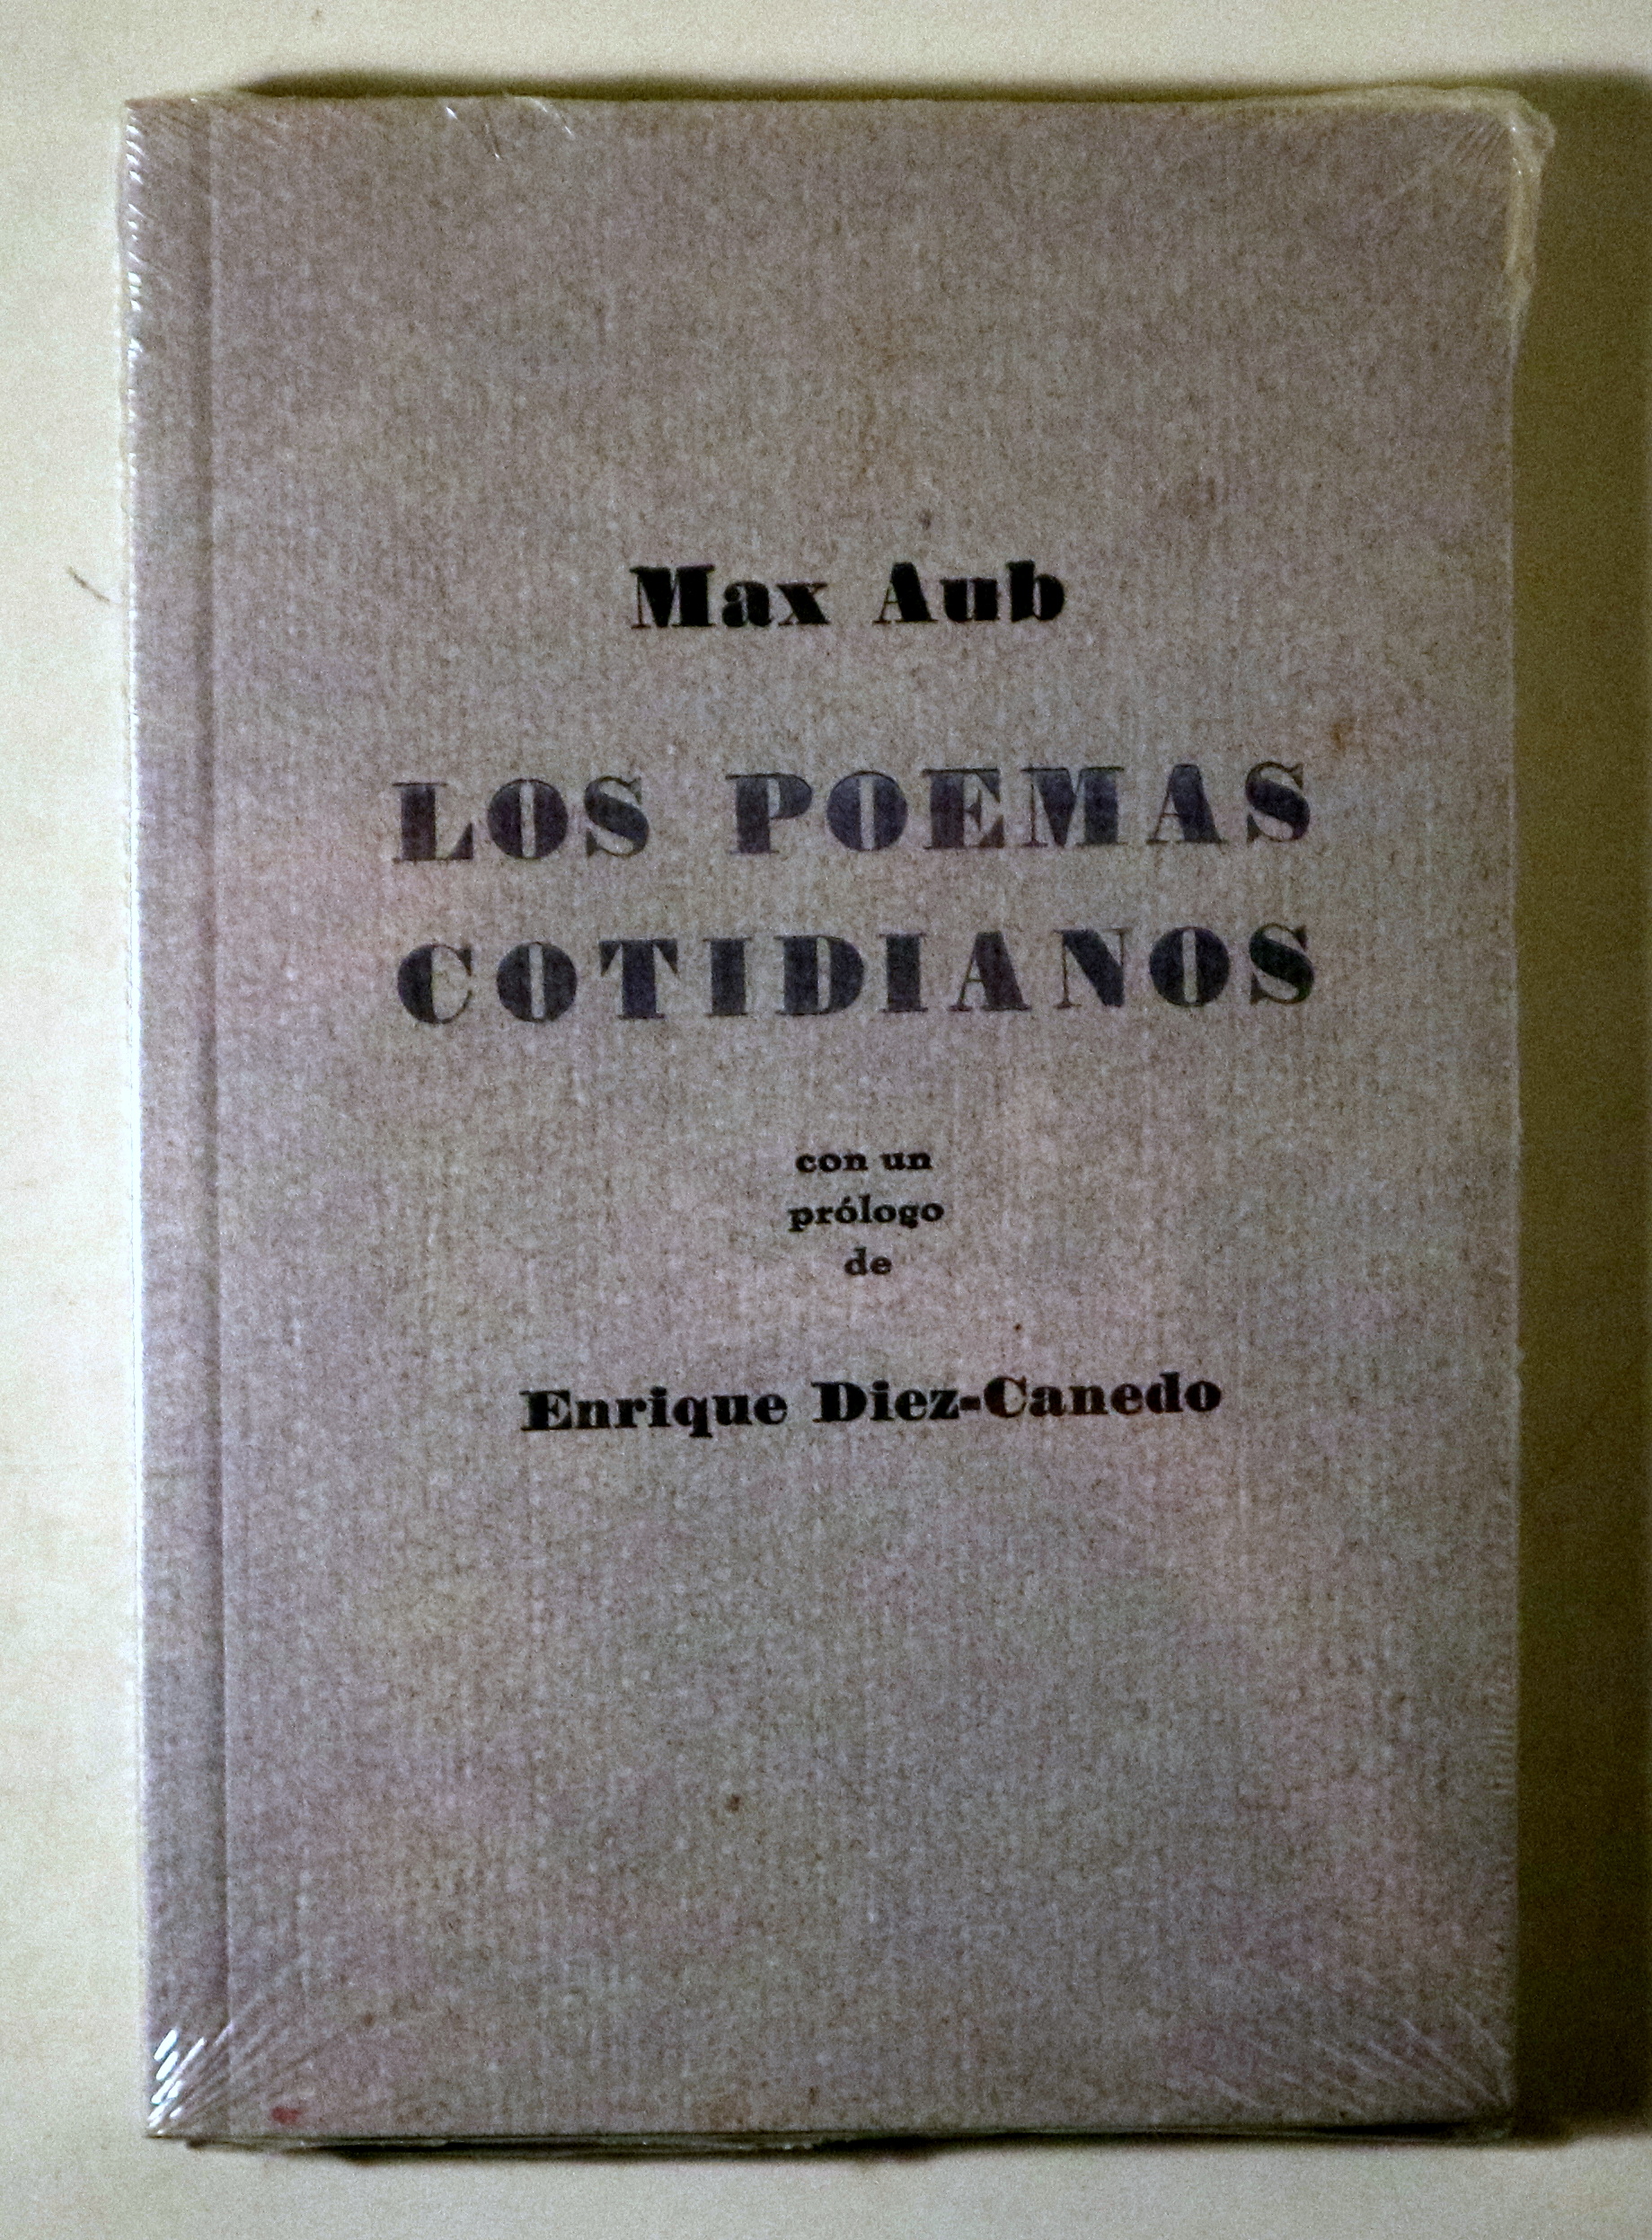 Max Aub
LOS POEMAS
COTIDIANOS
con un
prólogo
de
Enrique Diez-Canedo